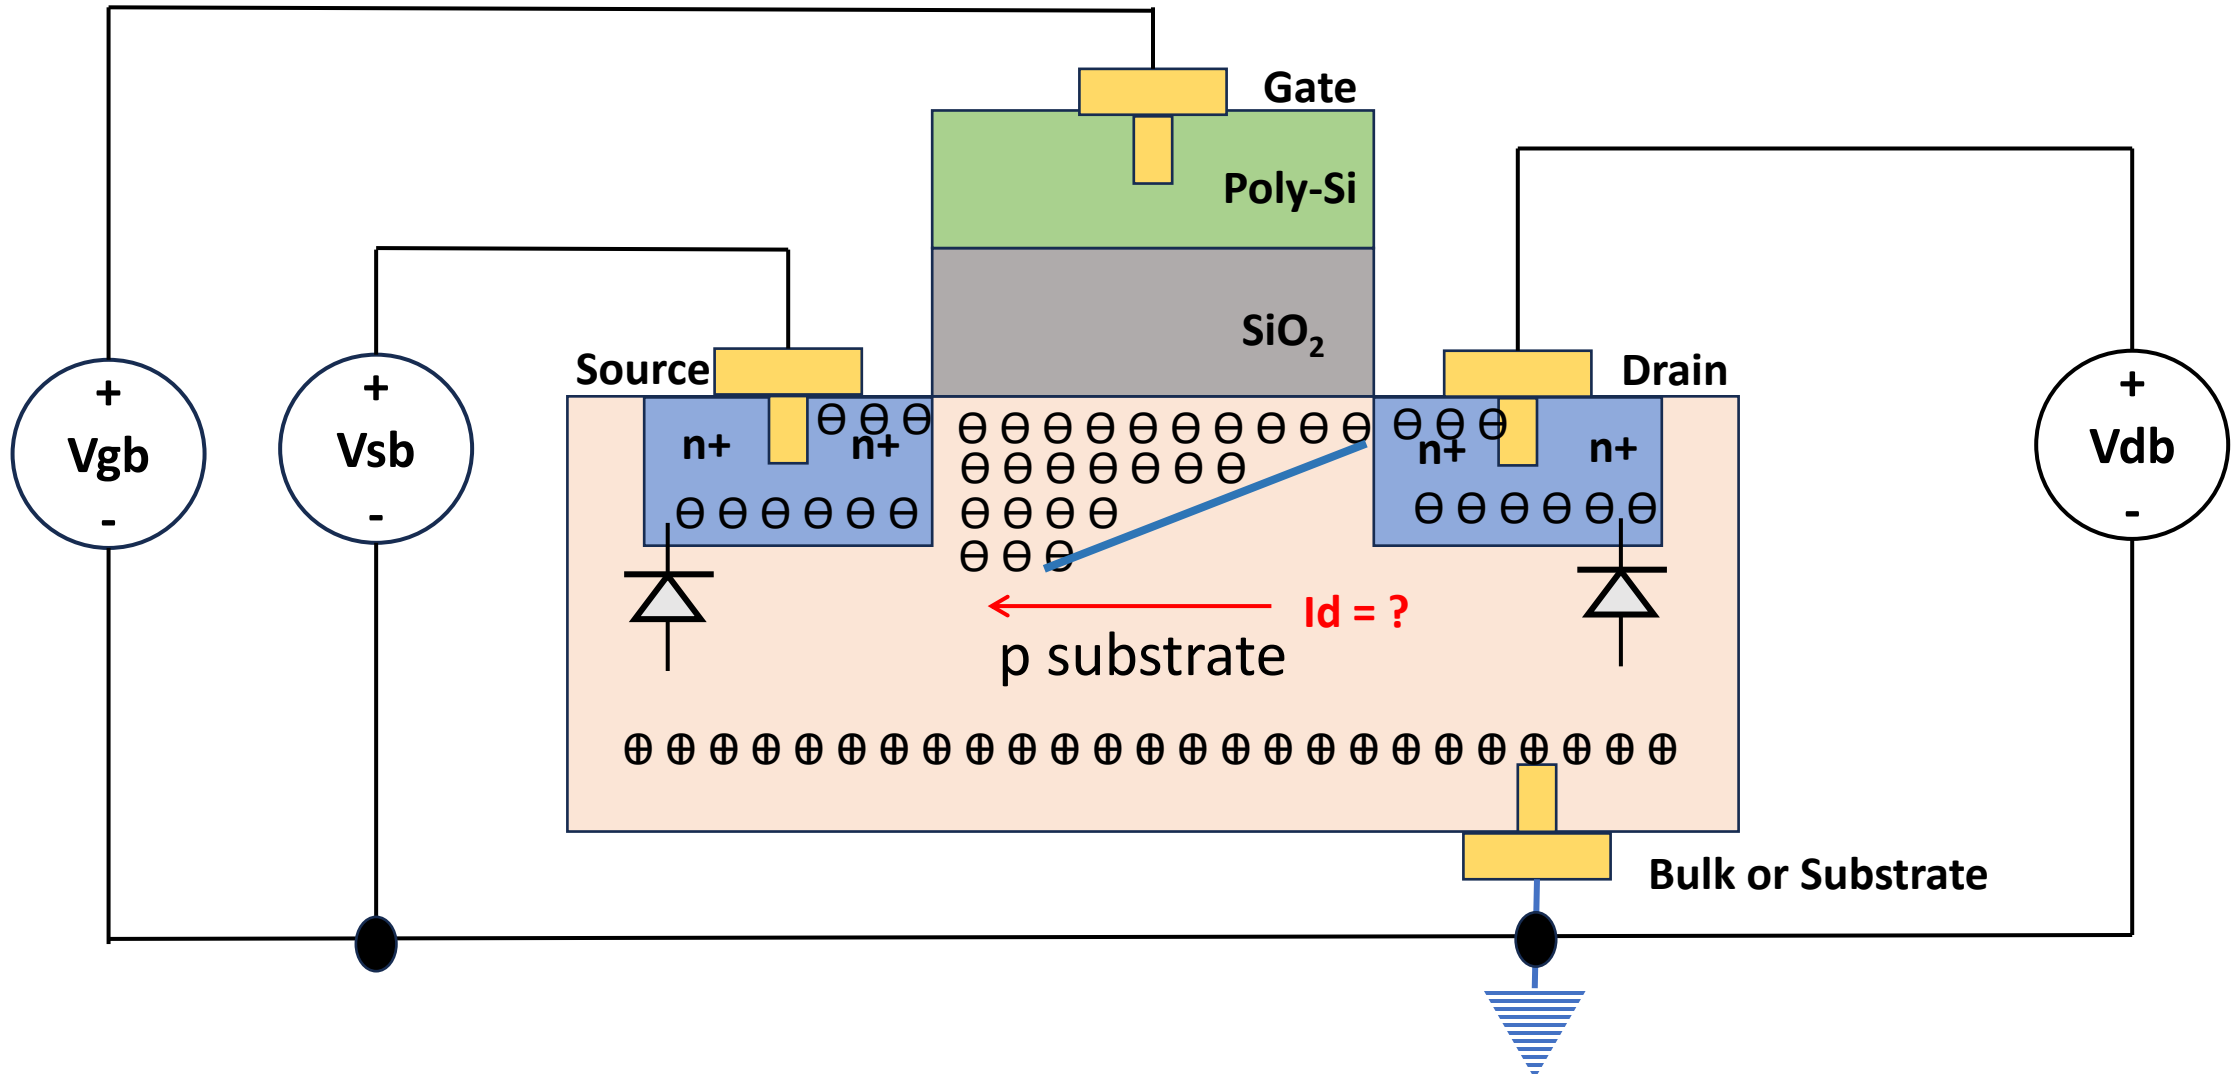 Gate
Poly-Si
SiO₂
Source
Drain
+
Vgb
-
+
Vsb
-
+
Vdb
-
n+
n+
n+
n+
Id = ?
p substrate
Bulk or Substrate